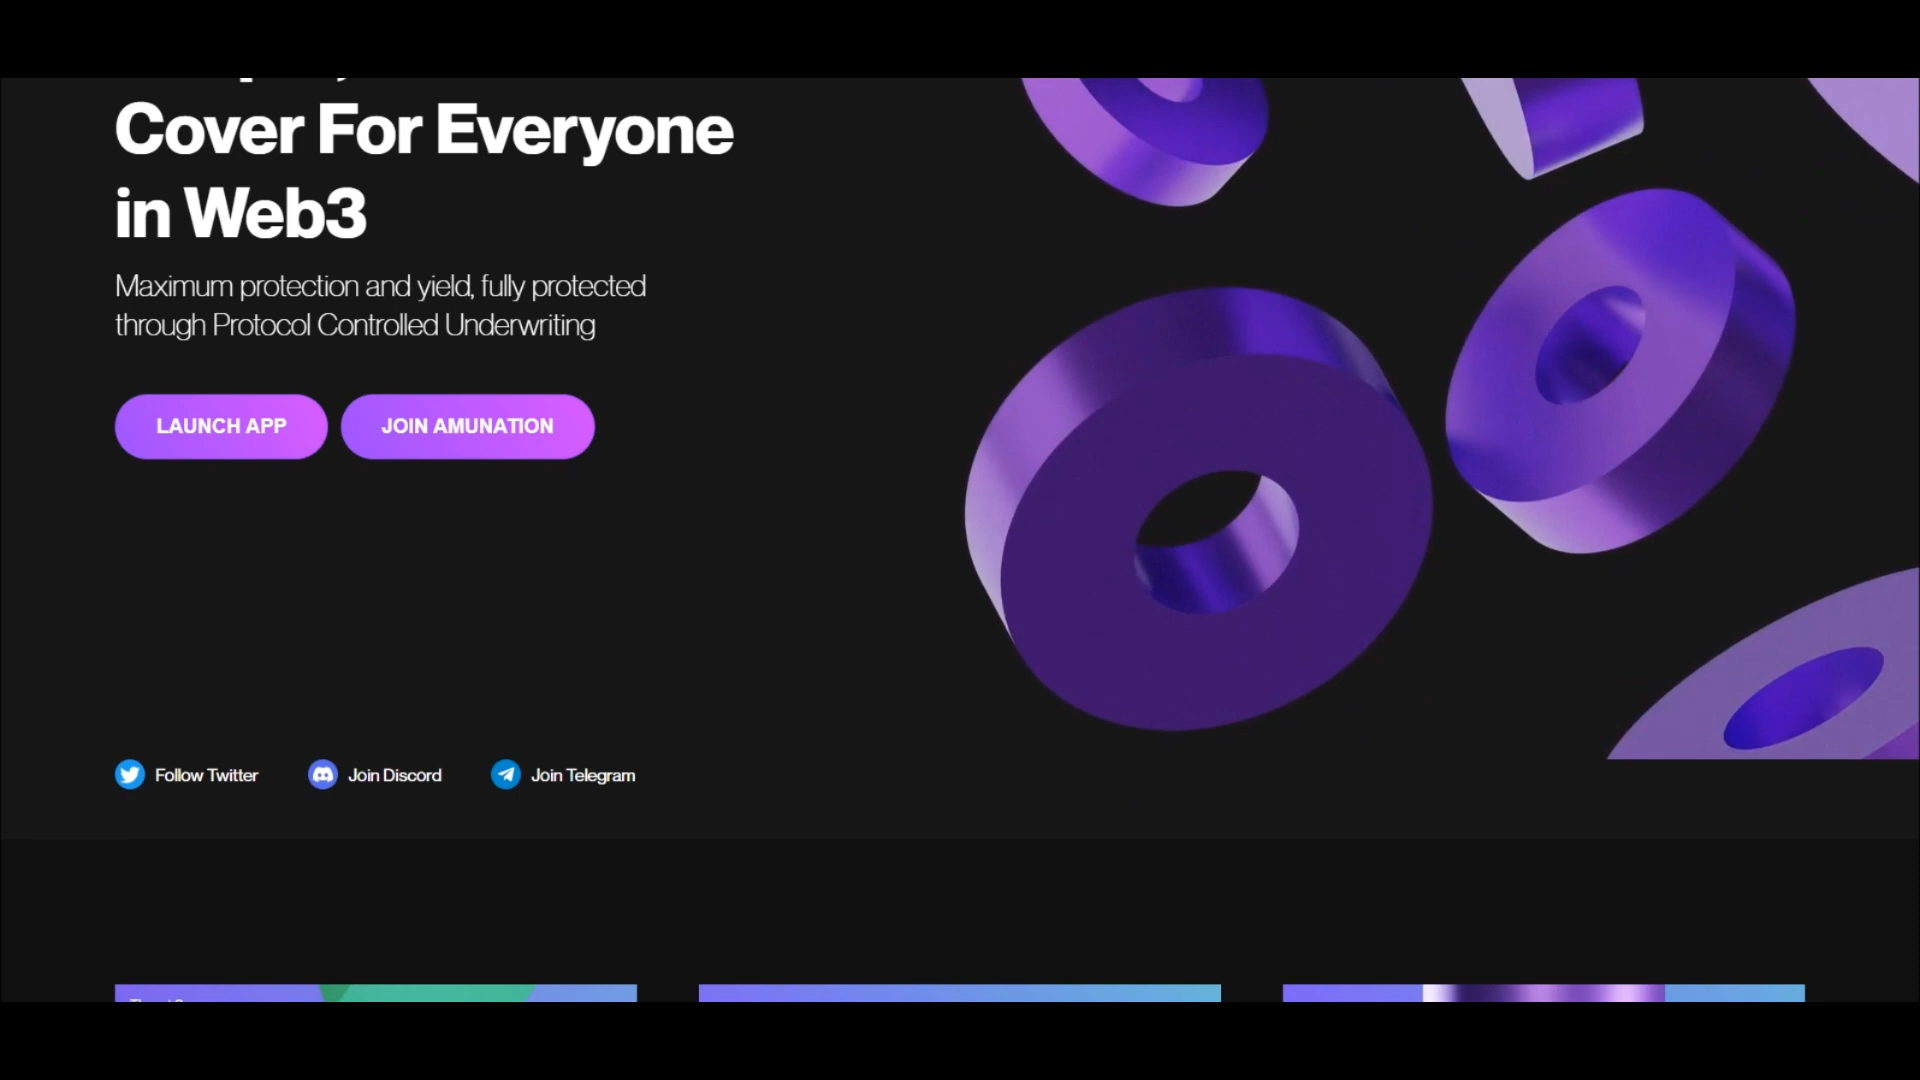 Cover For Everyone
in Web3
Maximum protection and yield, fully protected
through Protocol Controlled Underwriting
LAUNCH APP
JOIN AMUNATION
Follow Twitter
Join Discord
Join Telegram